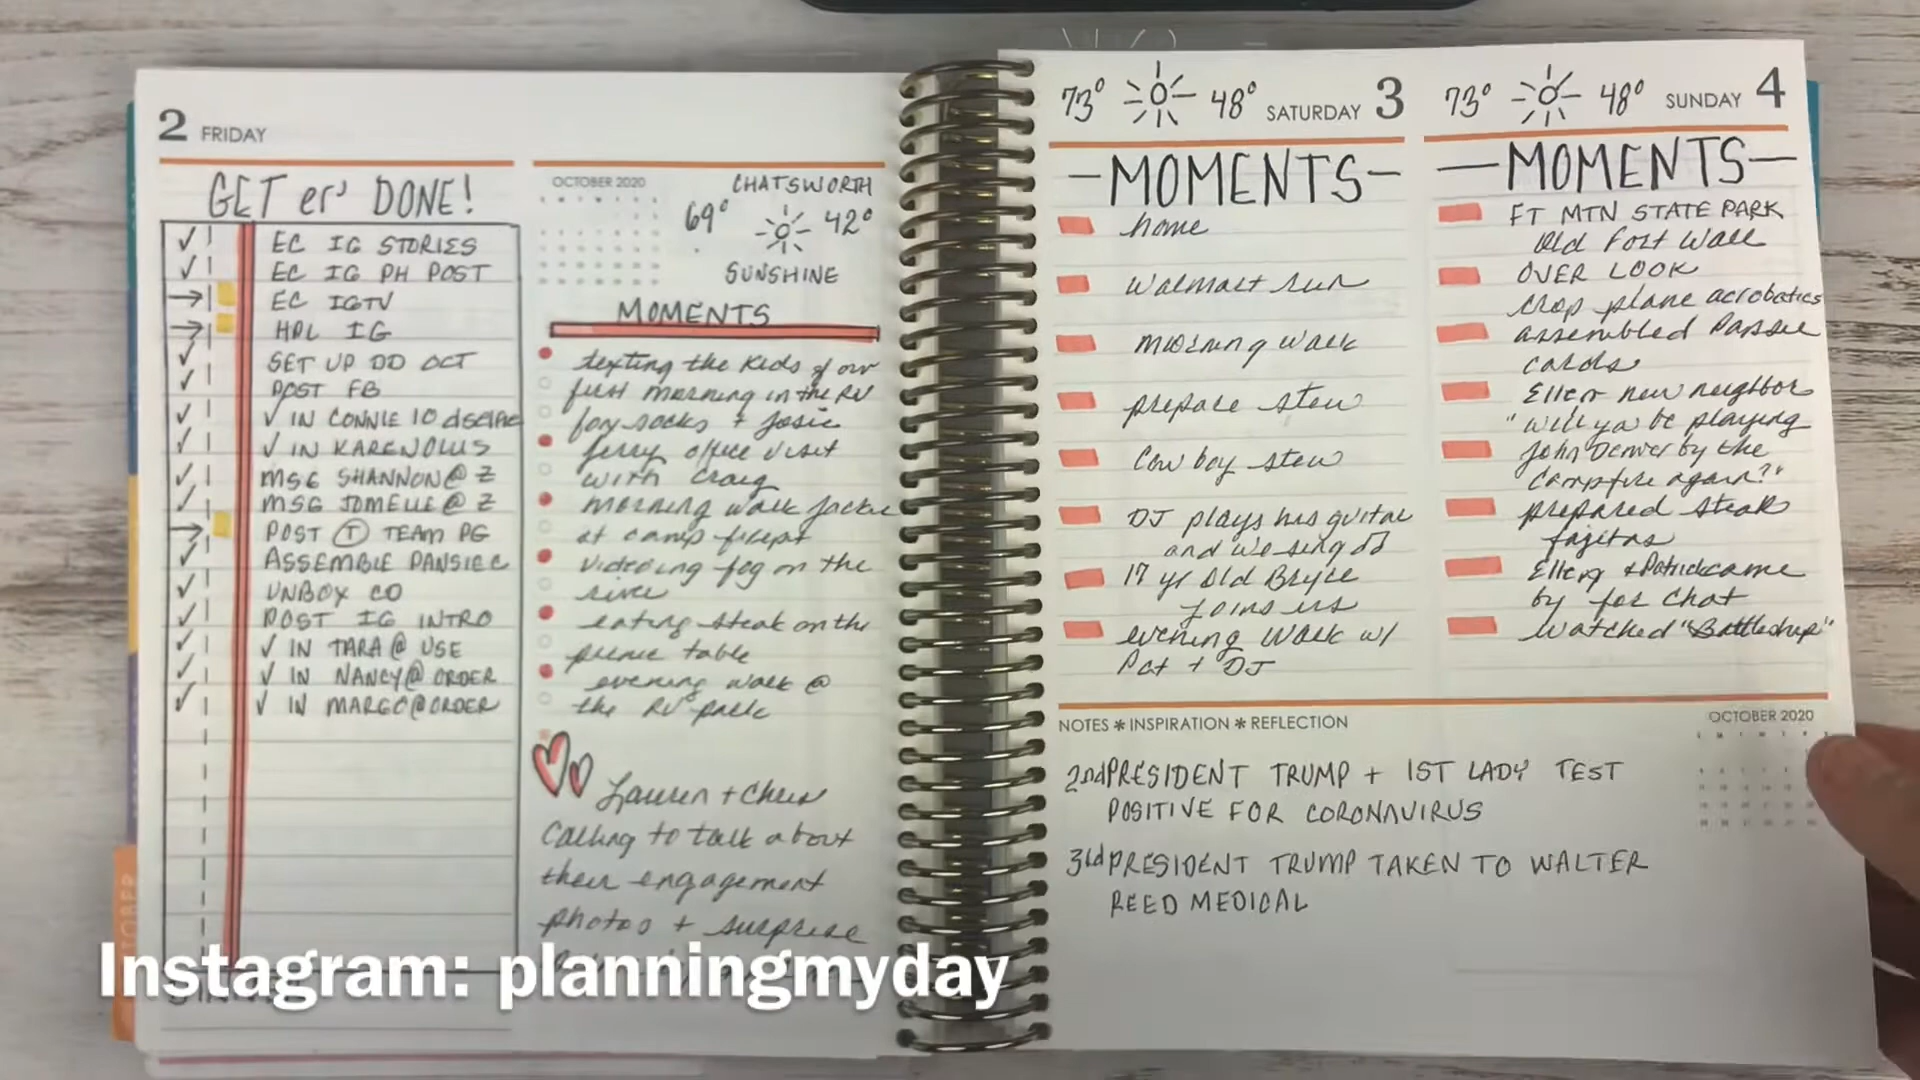 2 FRIDAY
GET er' DONE!
✓ EC IG STORIES
✓ EC IG PH POST
→ EC IGTV
→ HPL IG
✓ SET UP DD OCT
✓ POST FB
✓ ✓ IN CONNIE 10
✓ ✓ IN KAREN OLLIS
✓ MSG SHANNON @ Z
✓ MSG JOMELLE @ Z
→ POST T TEAM PG
✓ ASSEMBLE PANSIE C
✓ UNBOX CO
✓ POST IG INTRO
✓ ✓ IN TARA @ USE
✓ ✓ IN NANCY @ ORDER
✓ ✓ IN MARGO @ ORDER
OCTOBER 2020
CHATSWORTH
69° 42°
SUNSHINE
MOMENTS
texting the kids of our
first morning in the RV
foxy socks + Josie
ferry office visit
with Craig
morning walk Jackie
at camp
videoing fog on the
river
eating steak on the
picnic table
evening walk @
the RV park
Lauren + Chris
Calling to talk about
their engagement
photos + surprise
OCTOBER
73° 48° SATURDAY 3
—MOMENTS—
home
Walmart run
morning walk
prepare stew
Cowboy stew
DJ plays his guitar
and we sing
17 yr old Bryce
joins us
evening walk w/
Pat + DJ
73° 48° SUNDAY 4
—MOMENTS—
FT MTN STATE PARK
Old Fort Wall
OVER LOOK
crop plane acrobatics
assembled Pansie
cards
Ellen new neighbor
"will ya be playing
John Denver by the
Campfire again?"
prepared steak
fajitas
Ellen + Patrick came
by for chat
watched "Battleship"
NOTES * INSPIRATION * REFLECTION
OCTOBER 2020
2nd PRESIDENT TRUMP + 1ST LADY TEST
POSITIVE FOR CORONAVIRUS
3rd PRESIDENT TRUMP TAKEN TO WALTER
REED MEDICAL
Instagram: planningmyday